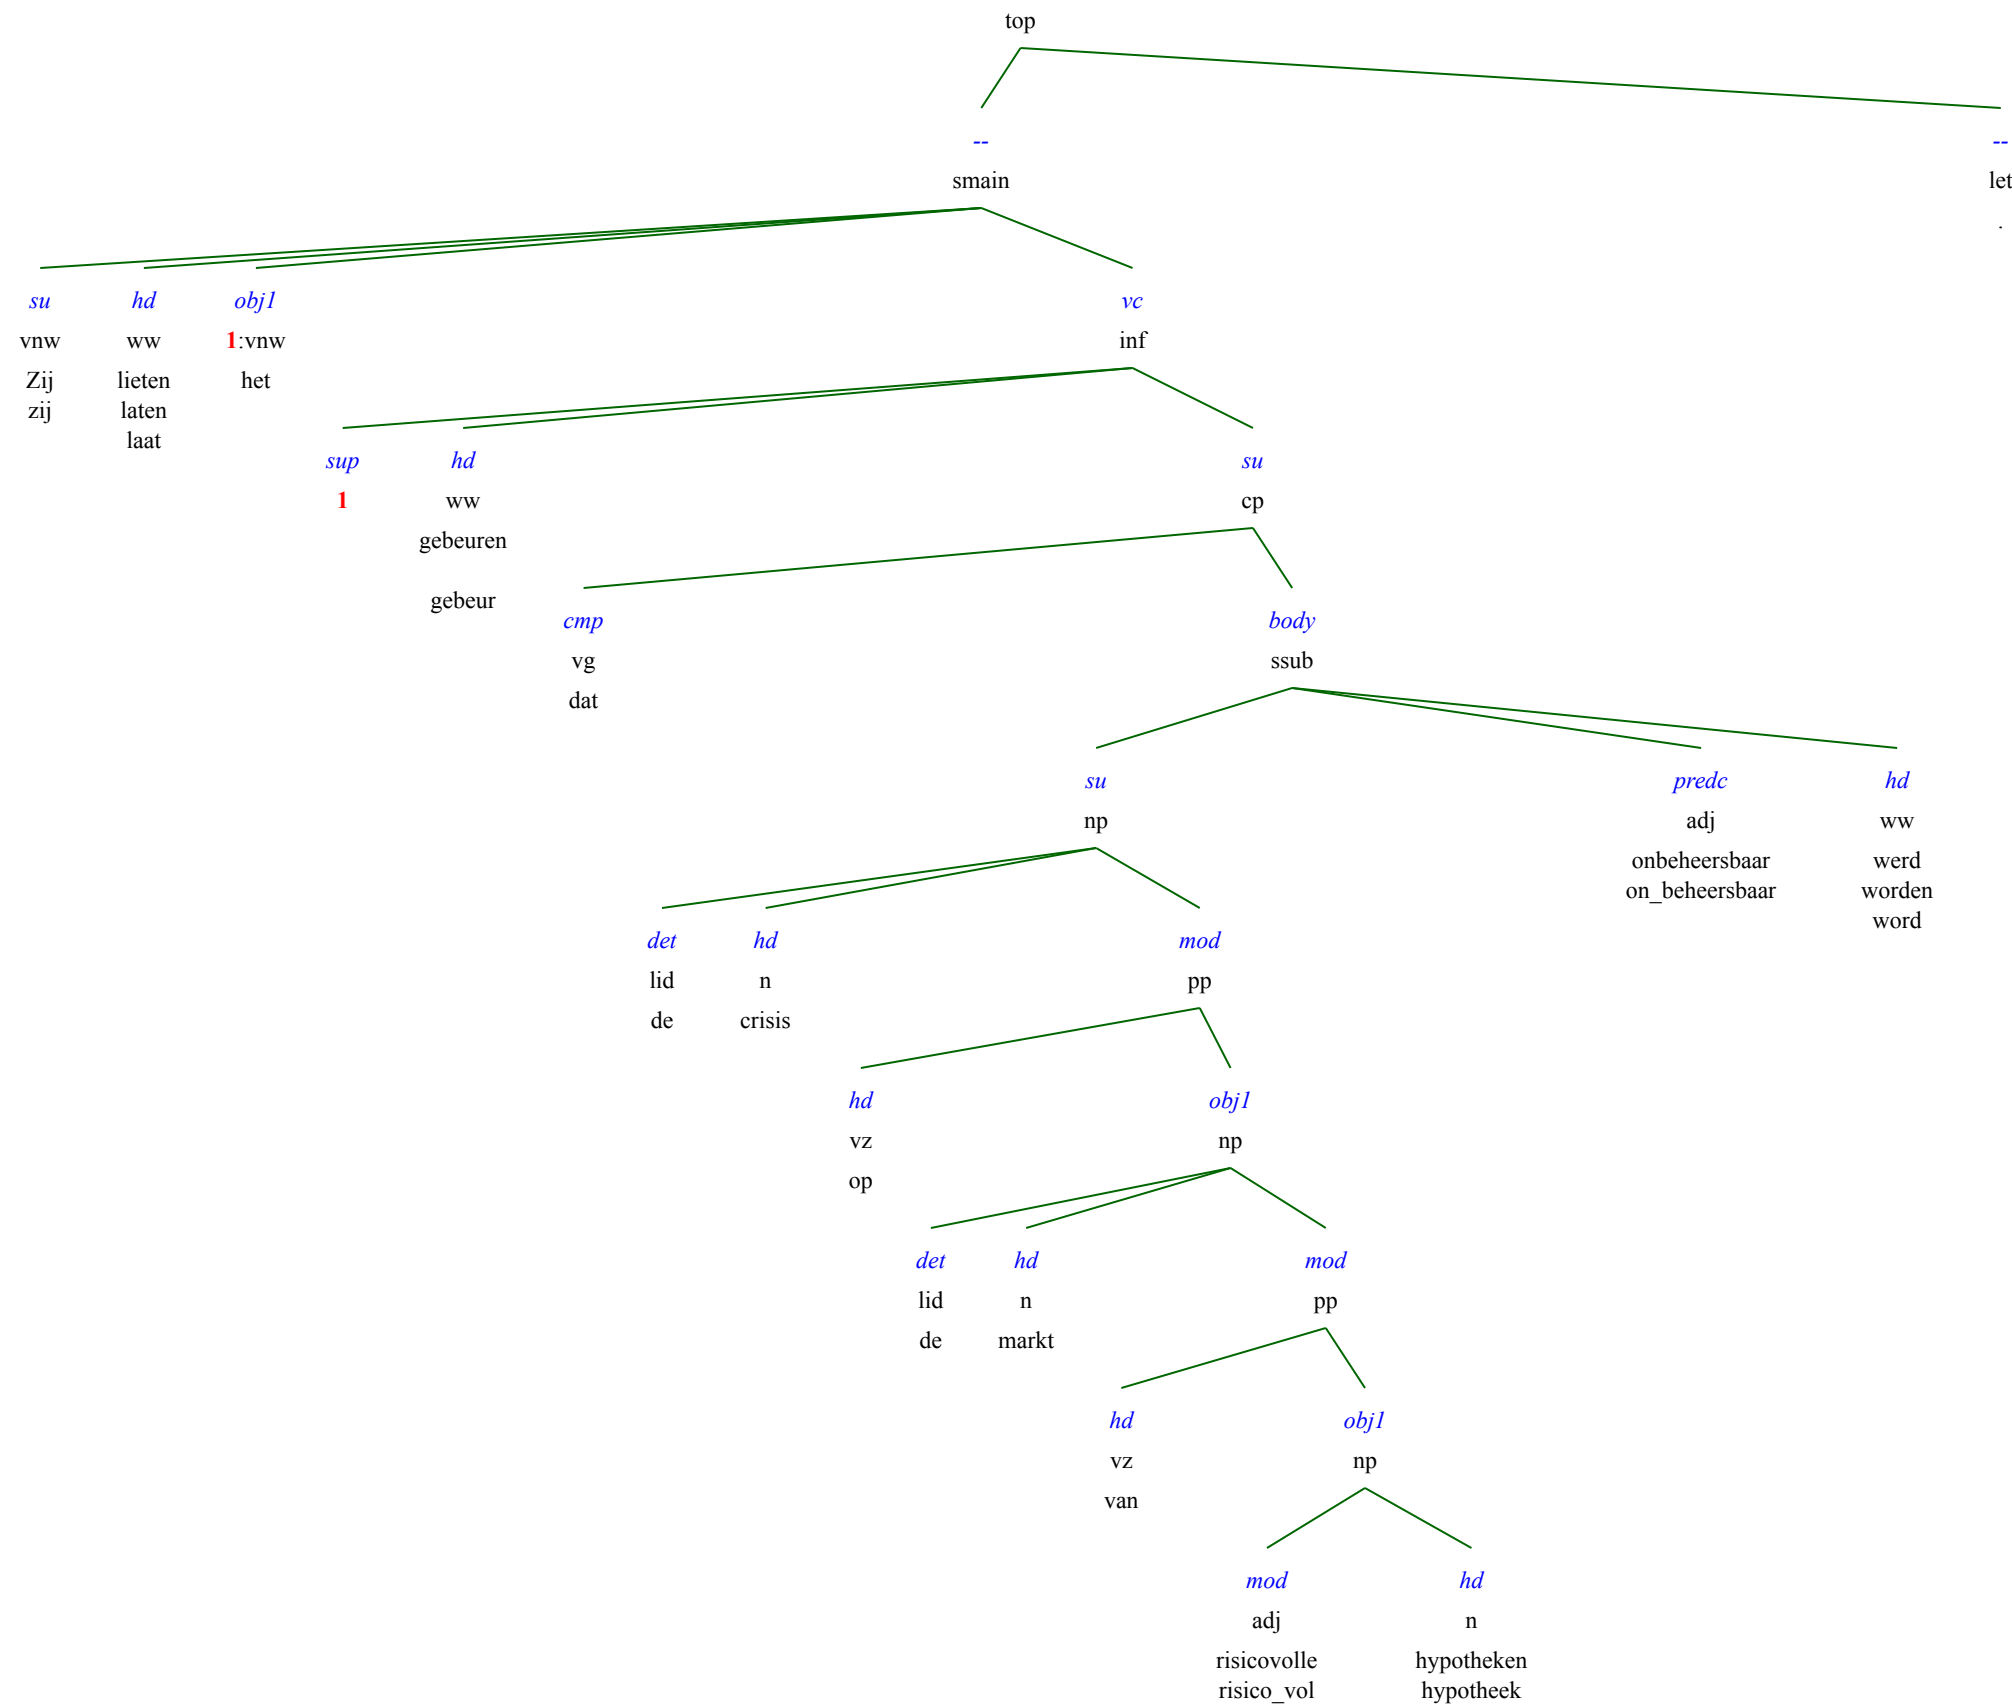 top
-- --
smain let
.
su hd obj1 vc
vnw ww 1:vnw inf
Zij lieten het
zij laten
laat
sup hd su
1 ww cp
gebeuren
gebeur
cmp body
vg ssub
dat
su predc hd
np adj ww
onbeheersbaar werd
on_beheersbaar worden
word
det hd mod
lid n pp
de crisis
hd obj1
vz np
op
det hd mod
lid n pp
de markt
hd obj1
vz np
van
mod hd
adj n
risicovolle hypotheken
risico_vol hypotheek